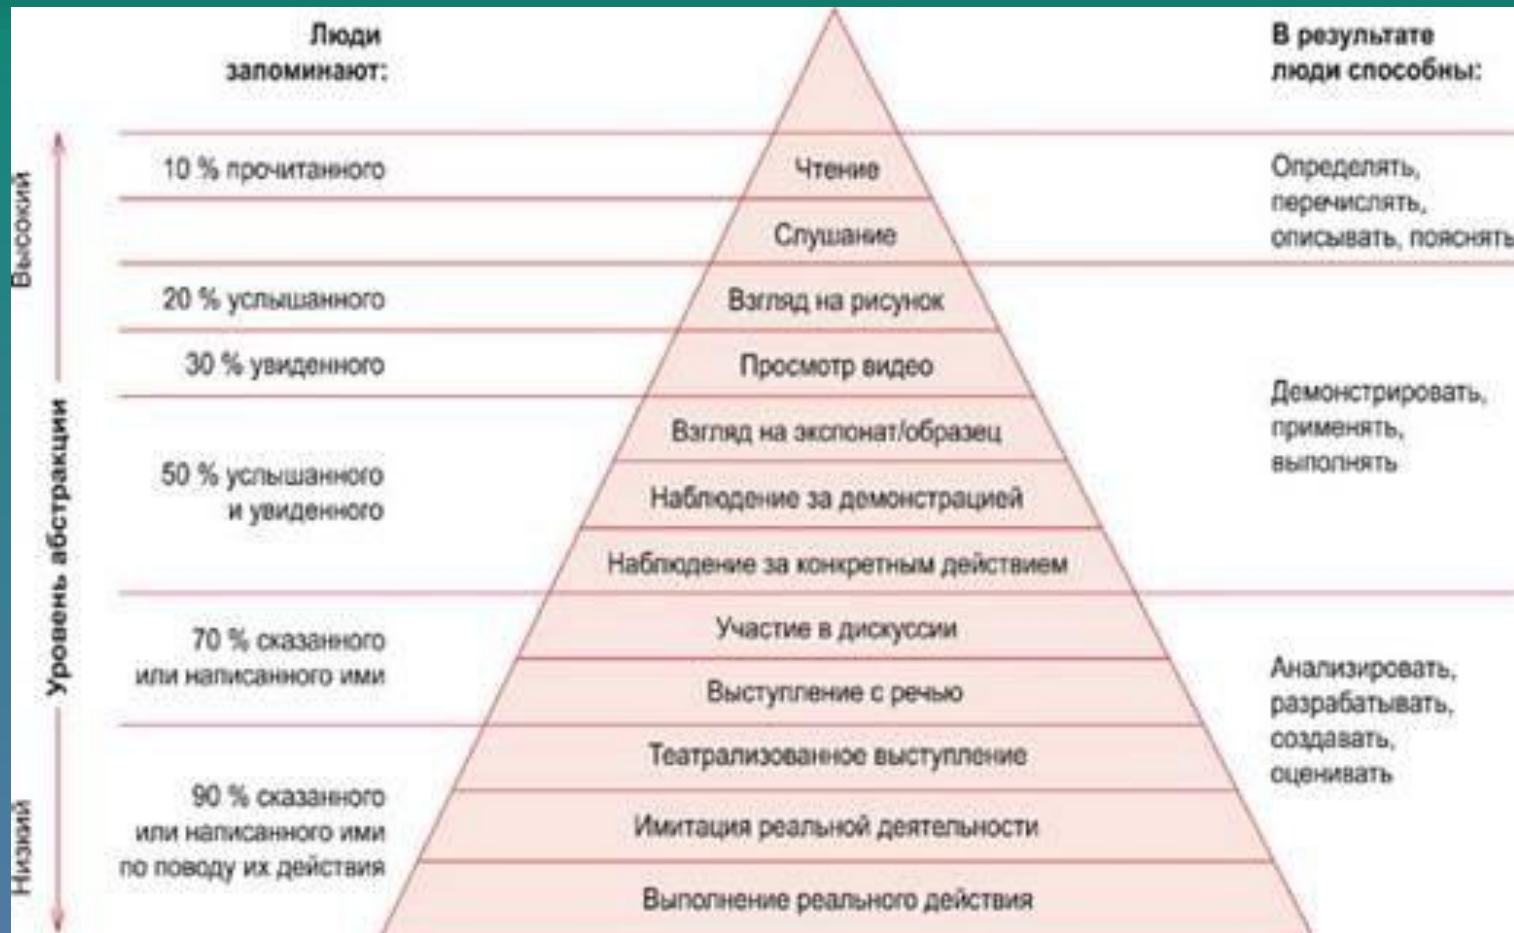 Люди
запоминают:
В результате
люди способны:
Высокий
Уровень абстракции
Низкий
10 % прочитанного
20 % услышанного
30 % увиденного
50 % услышанного
и увиденного
70 % сказанного
или написанного ими
90 % сказанного
или написанного ими
по поводу их действия
Чтение
Слушание
Взгляд на рисунок
Просмотр видео
Взгляд на экспонат/образец
Наблюдение за демонстрацией
Наблюдение за конкретным действием
Участие в дискуссии
Выступление с речью
Театрализованное выступление
Имитация реальной деятельности
Выполнение реального действия
Определять,
перечислять,
описывать, пояснять
Демонстрировать,
применять,
выполнять
Анализировать,
разрабатывать,
создавать,
оценивать